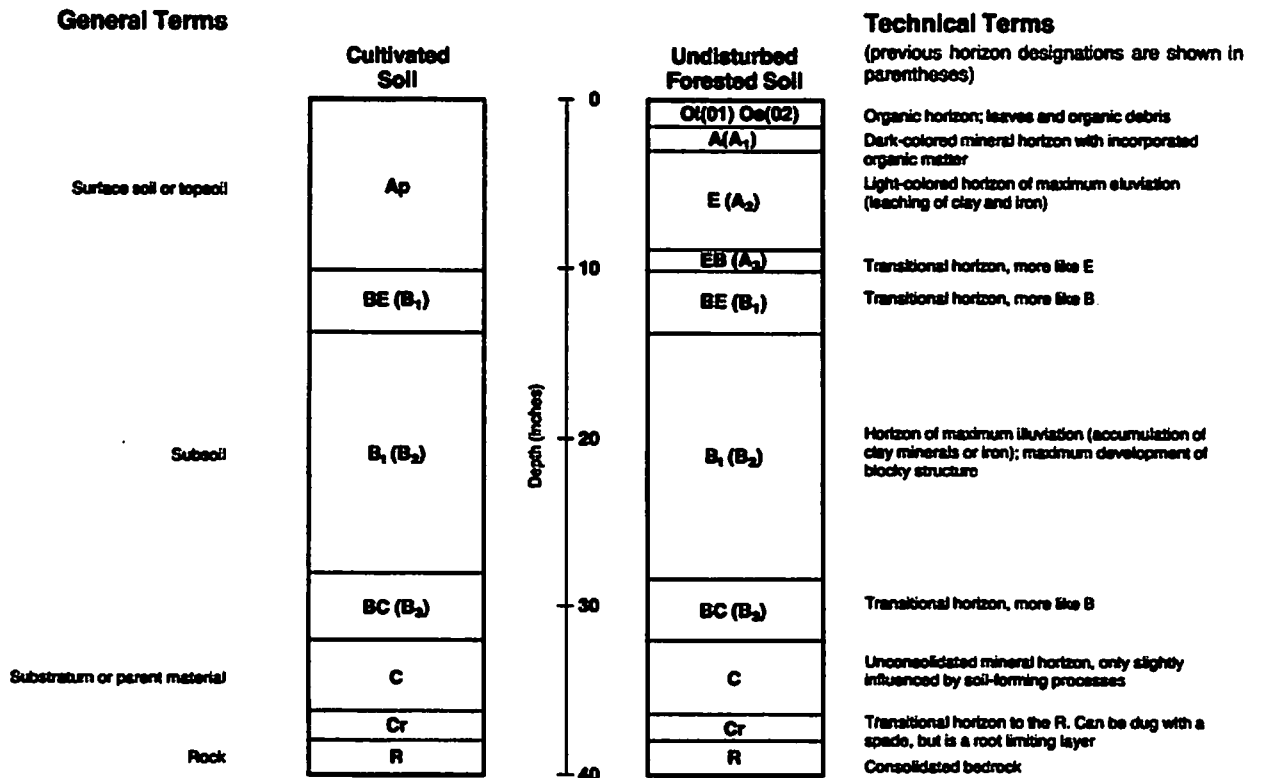 General Terms
Technical Terms
(previous horizon designations are shown in
parentheses)
Cultivated
Soil
Undisturbed
Forested Soil
0
Oi(01) Oe(02)
Organic horizon; leaves and organic debris
A(A₁)
Dark-colored mineral horizon with incorporated
organic matter
Surface soil or topsoil
Ap
E (A₂)
Light-colored horizon of maximum eluviation
(leaching of clay and iron)
EB (A₃)
10
Transitional horizon, more like E
BE (B₁)
BE (B₁)
Transitional horizon, more like B
Depth (inches)
20
Subsoil
B₁ (B₂)
B₁ (B₂)
Horizon of maximum illuviation (accumulation of
clay minerals or iron); maximum development of
blocky structure
BC (B₃)
30
BC (B₃)
Transitional horizon, more like B
Substratum or parent material
C
C
Unconsolidated mineral horizon, only slightly
influenced by soil-forming processes
Cr
Cr
Transitional horizon to the R. Can be dug with a
spade, but is a root limiting layer
Rock
R
R
Consolidated bedrock
40